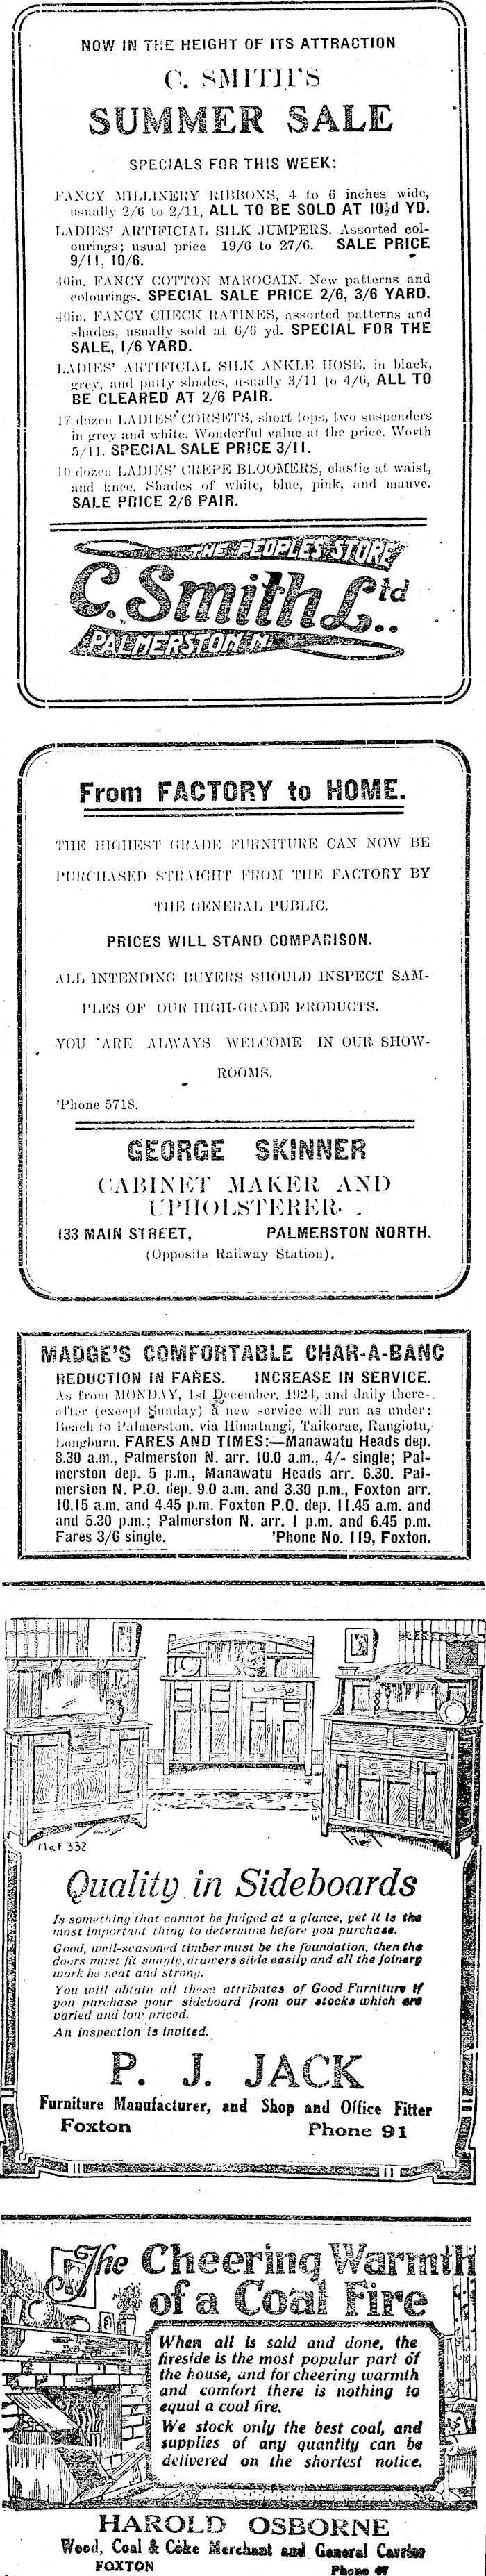 NOW IN THE HEIGHT OF ITS ATTRACTION
C. SMITH'S
SUMMER SALE
SPECIALS FOR THIS WEEK:
FANCY MILLINERY RIBBONS, 4 to 6 inches wide,
usually 2/6 to 2/11, ALL TO BE SOLD AT 10½d YD.
LADIES' ARTIFICIAL SILK JUMPERS. Assorted col-
ourings; usual price 19/6 to 27/6. SALE PRICE
9/11, 10/6.
40in. FANCY COTTON MAROCAIN. New patterns and
colourings. SPECIAL SALE PRICE 2/6, 3/6 YARD.
40in. FANCY CHECK RATINES, assorted patterns and
shades, usually sold at 6/6 yd. SPECIAL FOR THE
SALE, 1/6 YARD.
LADIES' ARTIFICIAL SILK ANKLE HOSE, in black,
grey, and putty shades, usually 3/11 to 4/6, ALL TO
BE CLEARED AT 2/6 PAIR.
17 dozen LADIES' CORSETS, short tops, two suspenders
in grey and white. Wonderful value at the price. Worth
5/11. SPECIAL SALE PRICE 3/11.
10 dozen LADIES' CREPE BLOOMERS, elastic at waist,
and knee. Shades of white, blue, pink, and mauve.
SALE PRICE 2/6 PAIR.
THE PEOPLES STORE
C. Smith Ltd..
PALMERSTON N.
From FACTORY to HOME.
THE HIGHEST GRADE FURNITURE CAN NOW BE
PURCHASED STRAIGHT FROM THE FACTORY BY
THE GENERAL PUBLIC.
PRICES WILL STAND COMPARISON.
ALL INTENDING BUYERS SHOULD INSPECT SAM-
PLES OF OUR HIGH-GRADE PRODUCTS.
YOU ARE ALWAYS WELCOME IN OUR SHOW-
ROOMS.
'Phone 5718.
GEORGE SKINNER
CABINET MAKER AND
UPHOLSTERER.
133 MAIN STREET, PALMERSTON NORTH.
(Opposite Railway Station).
MADGE'S COMFORTABLE CHAR-A-BANC
REDUCTION IN FARES. INCREASE IN SERVICE.
As from MONDAY, 1st December, 1924, and daily there-
after (except Sunday) a new service will run as under:
Beach to Palmerston, via Himatangi, Taikorae, Rangiotu,
Longburn. FARES AND TIMES:—Manawatu Heads dep.
8.30 a.m., Palmerston N. arr. 10.0 a.m., 4/- single; Pal-
merston dep. 5 p.m., Manawatu Heads arr. 6.30. Pal-
merston N. P.O. dep. 9.0 a.m. and 3.30 p.m., Foxton arr.
10.15 a.m. and 4.45 p.m. Foxton P.O. dep. 11.45 a.m. and
and 5.30 p.m.; Palmerston N. arr. 1 p.m. and 6.45 p.m.
Fares 3/6 single. 'Phone No. 119, Foxton.
M & F 332
Quality in Sideboards
Is something that cannot be judged at a glance, yet it is the
most important thing to determine before you purchase.
Good, well-seasoned timber must be the foundation, then the
doors must fit snugly, drawers slide easily and all the joinery
work be neat and strong.
You will obtain all these attributes of Good Furniture if
you purchase your sideboard from our stocks which are
varied and low priced.
An inspection is invited.
P. J. JACK
Furniture Manufacturer, and Shop and Office Fitter
Foxton Phone 91
The Cheering Warmth
of a Coal Fire
When all is said and done, the
fireside is the most popular part of
the house, and for cheering warmth
and comfort there is nothing to
equal a coal fire.
We stock only the best coal, and
supplies of any quantity can be
delivered on the shortest notice.
HAROLD OSBORNE
Wood, Coal & Coke Merchant and General Carrier
FOXTON Phone